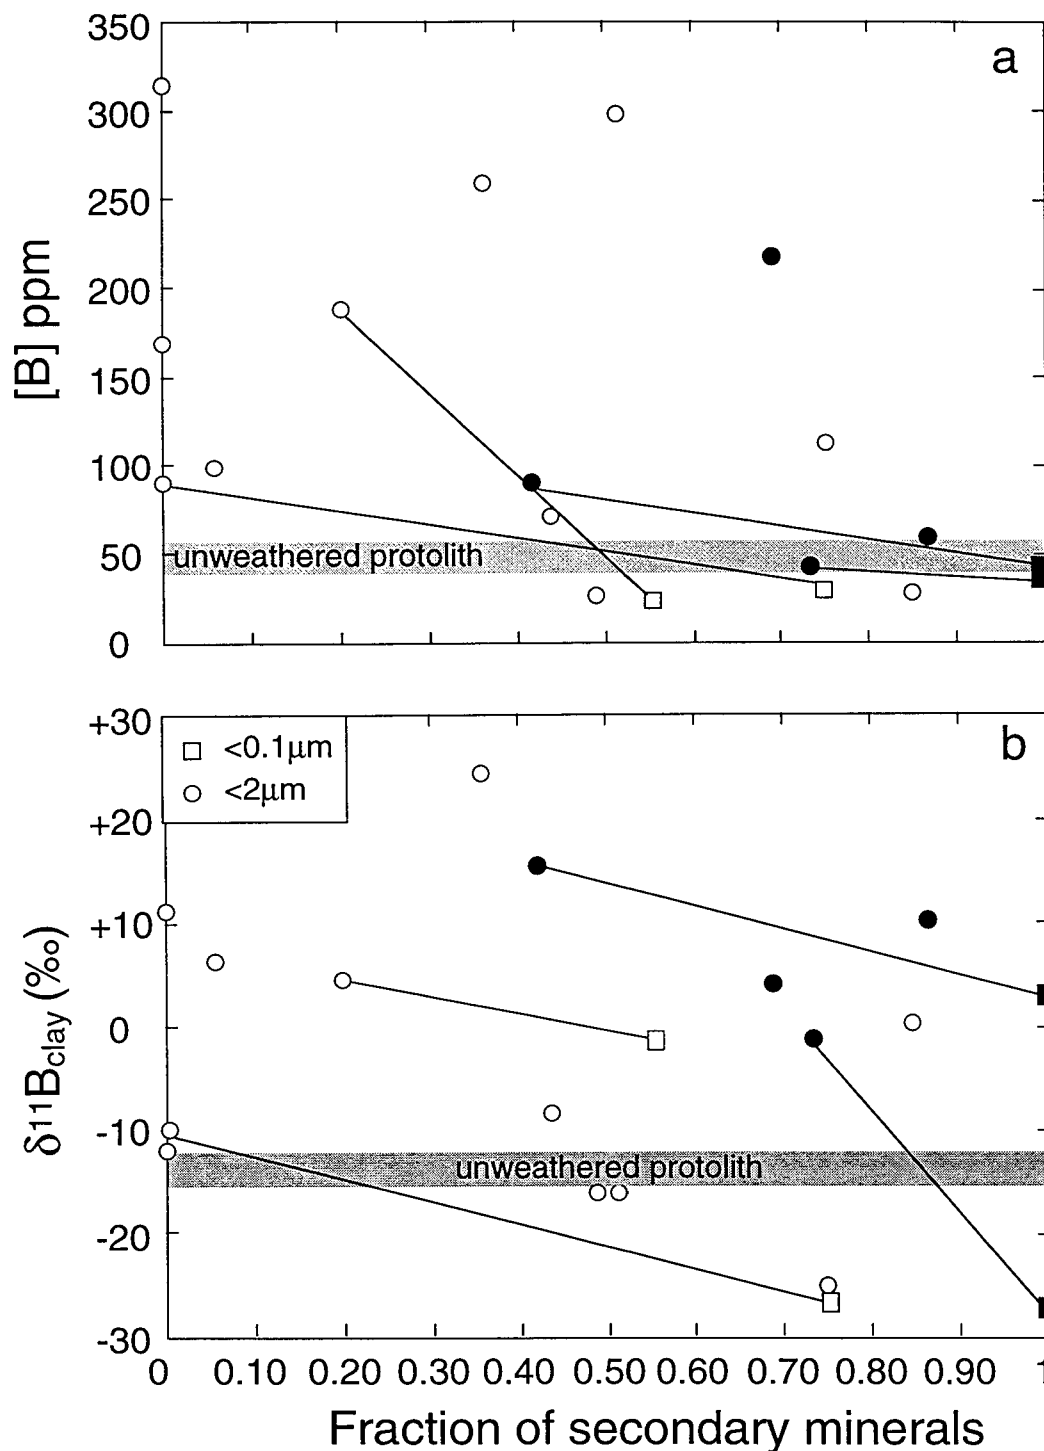 a
350
300
250
200
150
100
50
0
[B] ppm
unweathered protolith
b
<0.1μm
<2μm
+30
+20
+10
0
-10
-20
-30
δ¹¹Bclay (‰)
unweathered protolith
0 0.10 0.20 0.30 0.40 0.50 0.60 0.70 0.80 0.90 1
Fraction of secondary minerals